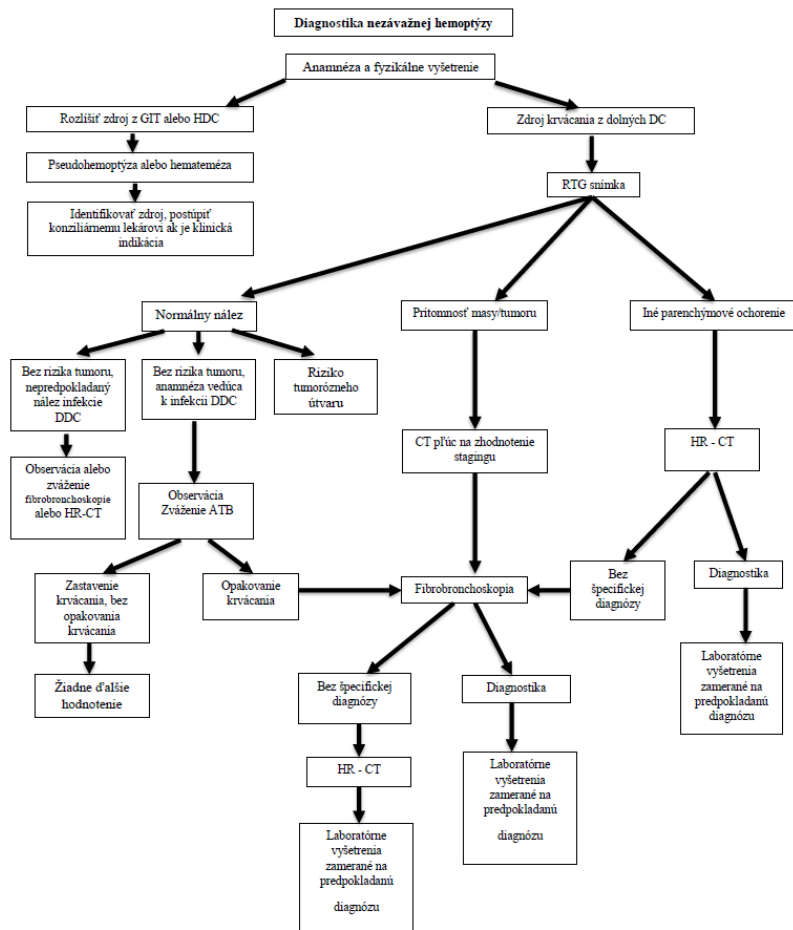 Diagnostika nezávažnej hemoptýzy
Anamnéza a fyzikálne vyšetrenie
Rozlíšiť zdroj z GIT alebo HDC
Zdroj krvácania z dolných DC
Pseudohemoptýza alebo hemateméza
RTG snímka
Identifikovať zdroj, postúpiť
konziliárnemu lekárovi ak je klinická
indikácia
Normálny nález
Prítomnosť masy/tumoru
Iné parenchýmové ochorenie
Bez rizika tumoru,
nepredpokladaný
nález infekcie
DDC
Bez rizika tumoru,
anamnéza vedúca
k infekcii DDC
Riziko
tumorózneho
útvaru
CT pľúc na zhodnotenie
stagingu
HR - CT
Observácia alebo
zváženie
fibrobronchoskopie
alebo HR-CT
Observácia
Zváženie ATB
Zastavenie
krvácania, bez
opakovania
krvácania
Opakovanie
krvácania
Fibrobronchoskopia
Bez
špecifickej
diagnózy
Diagnostika
Žiadne ďalšie
hodnotenie
Bez špecifickej
diagnózy
Diagnostika
Laboratórne
vyšetrenia
zamerané na
predpokladanú
diagnózu
HR - CT
Laboratórne
vyšetrenia
zamerané na
predpokladanú
diagnózu
Laboratórne
vyšetrenia
zamerané na
predpokladanú
diagnózu